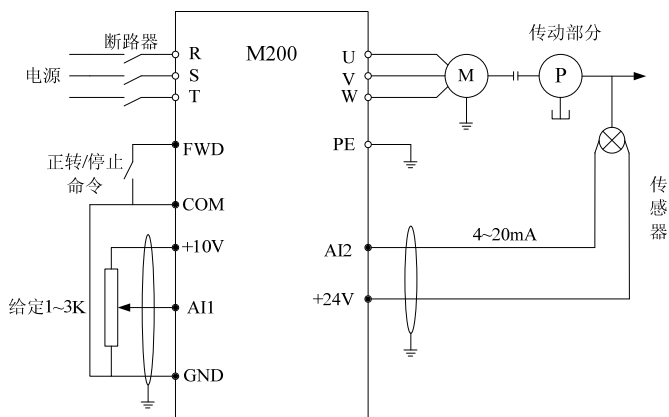 断路器
电源
R
S
T
M200
U
V
W
M
P
传动部分
FWD
PE
正转/停止
命令
COM
+10V
给定1~3K
AI1
GND
AI2
4~20mA
+24V
传感器